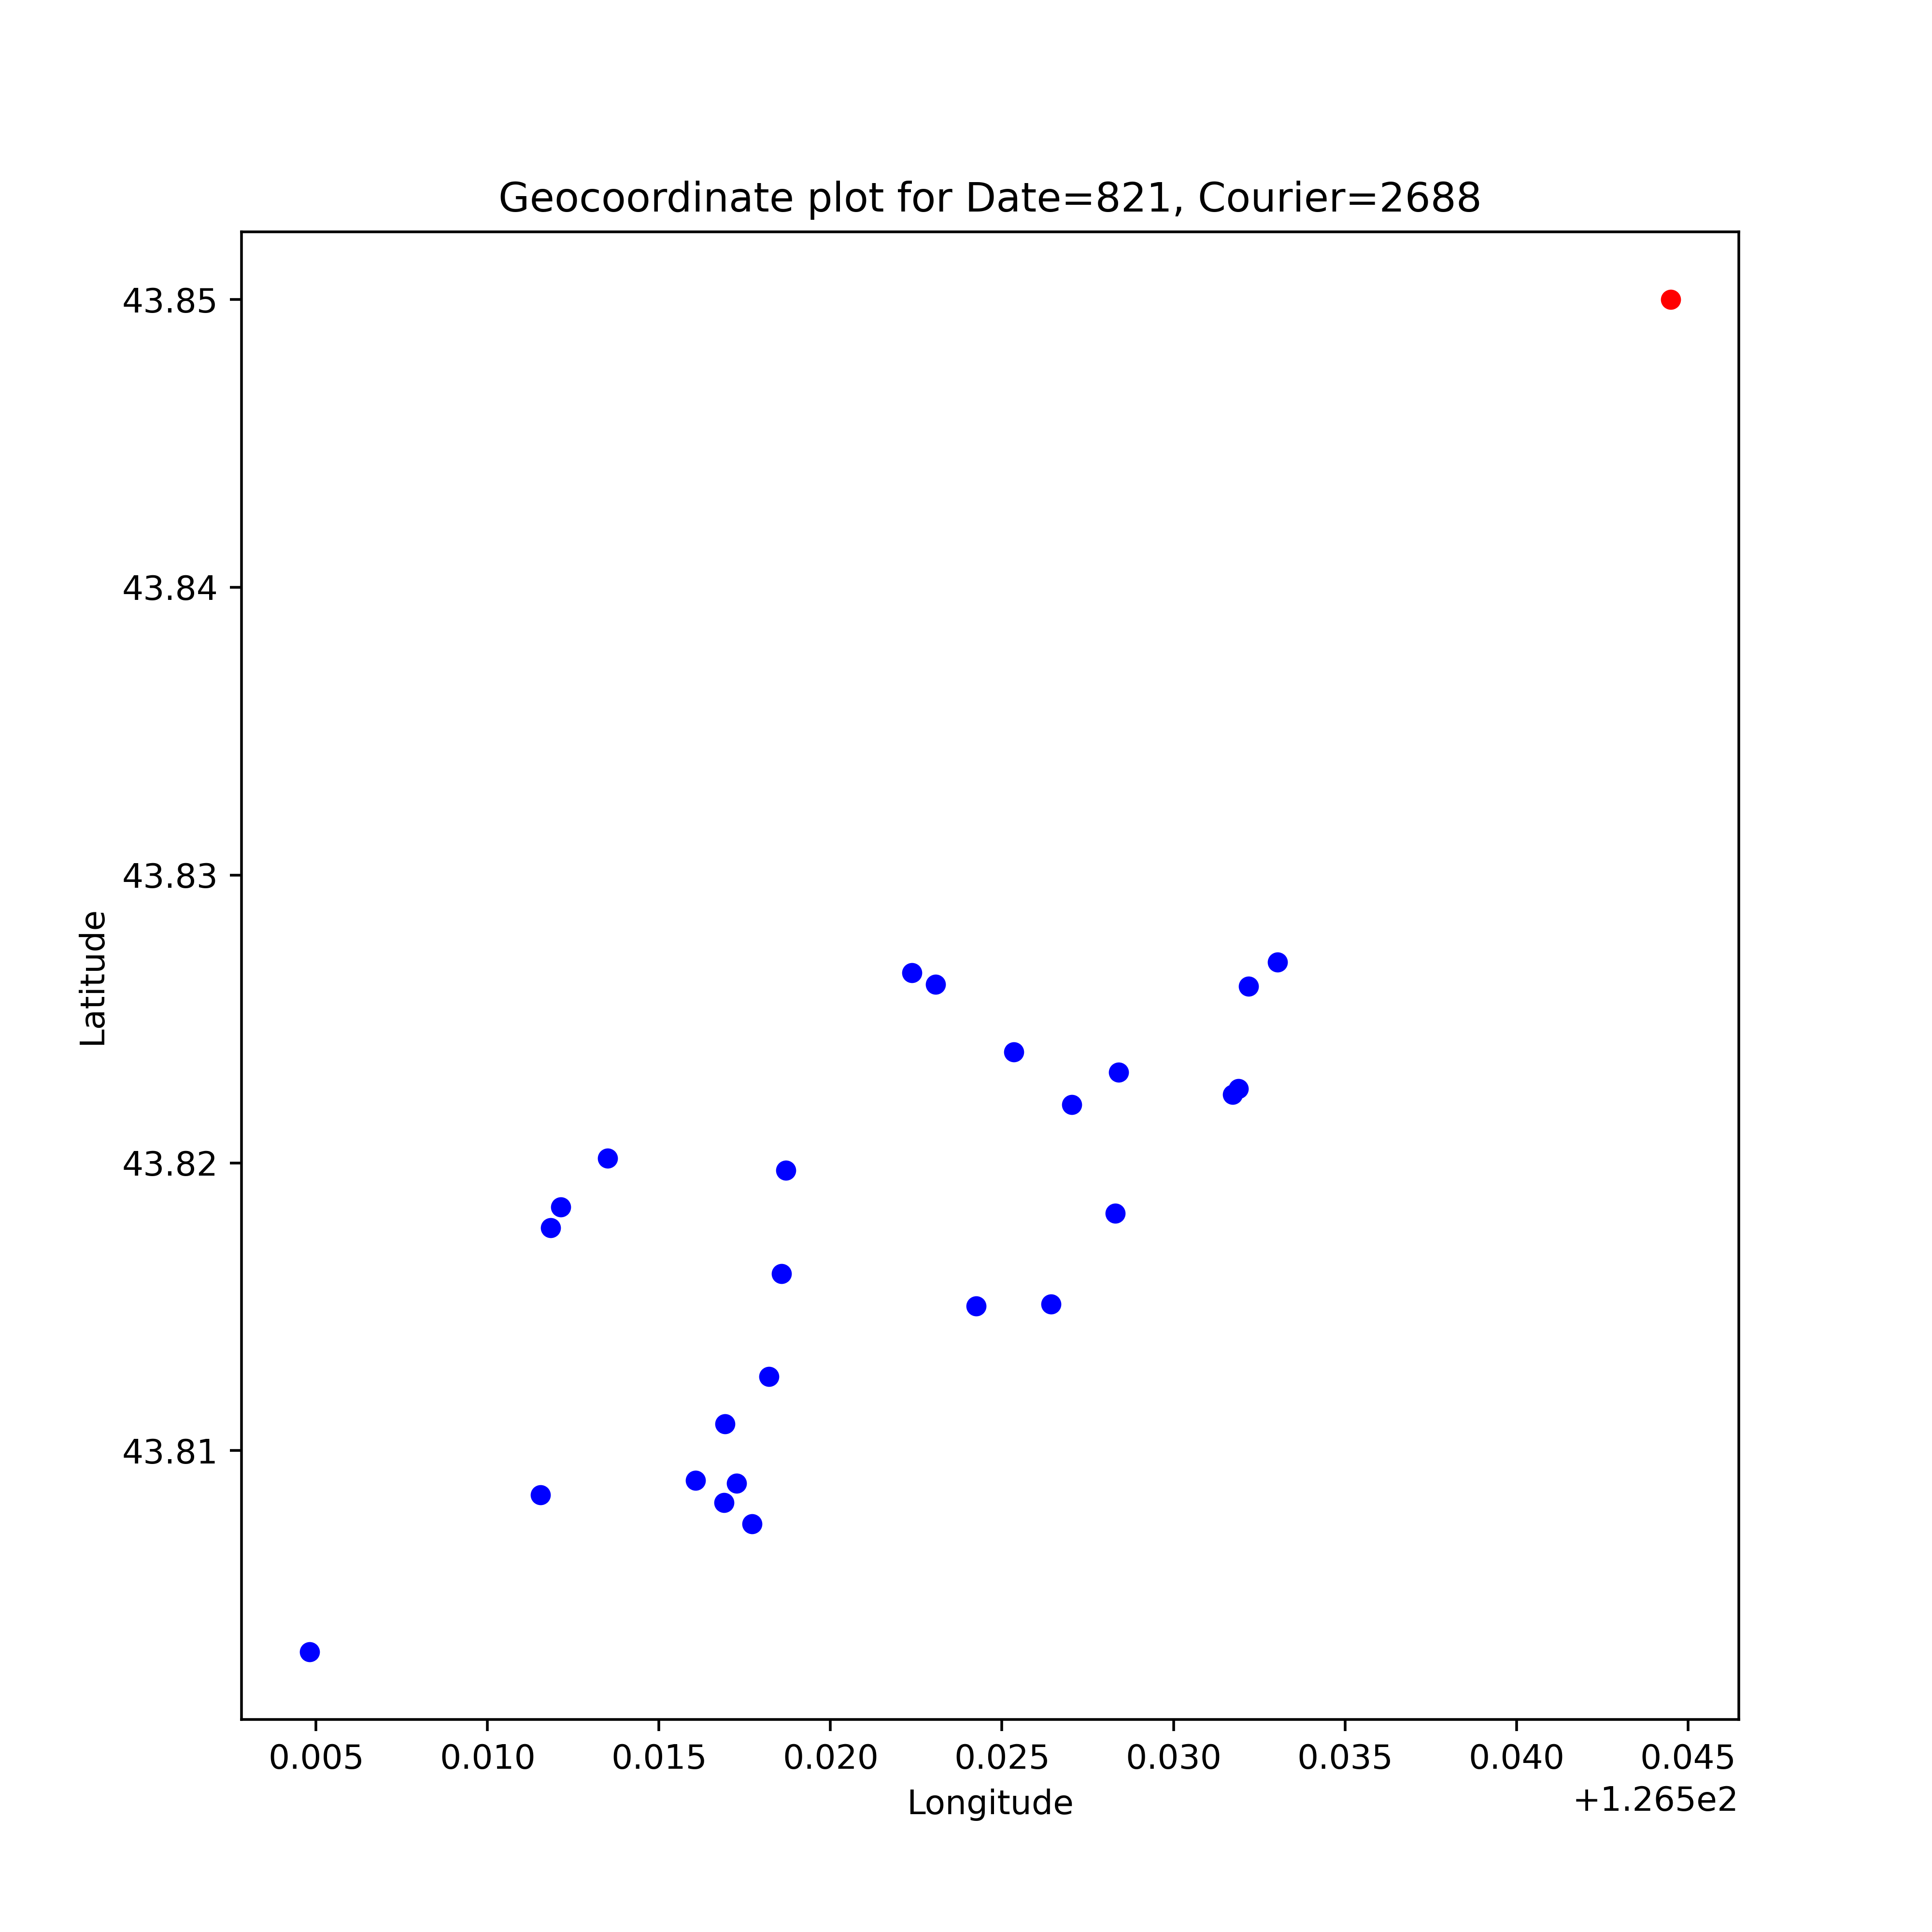 Geocoordinate plot for Date=821, Courier=2688
43.85
43.84
43.83
43.82
43.81
Latitude
0.005 0.010 0.015 0.020 0.025 0.030 0.035 0.040 0.045
Longitude
+1.265e2